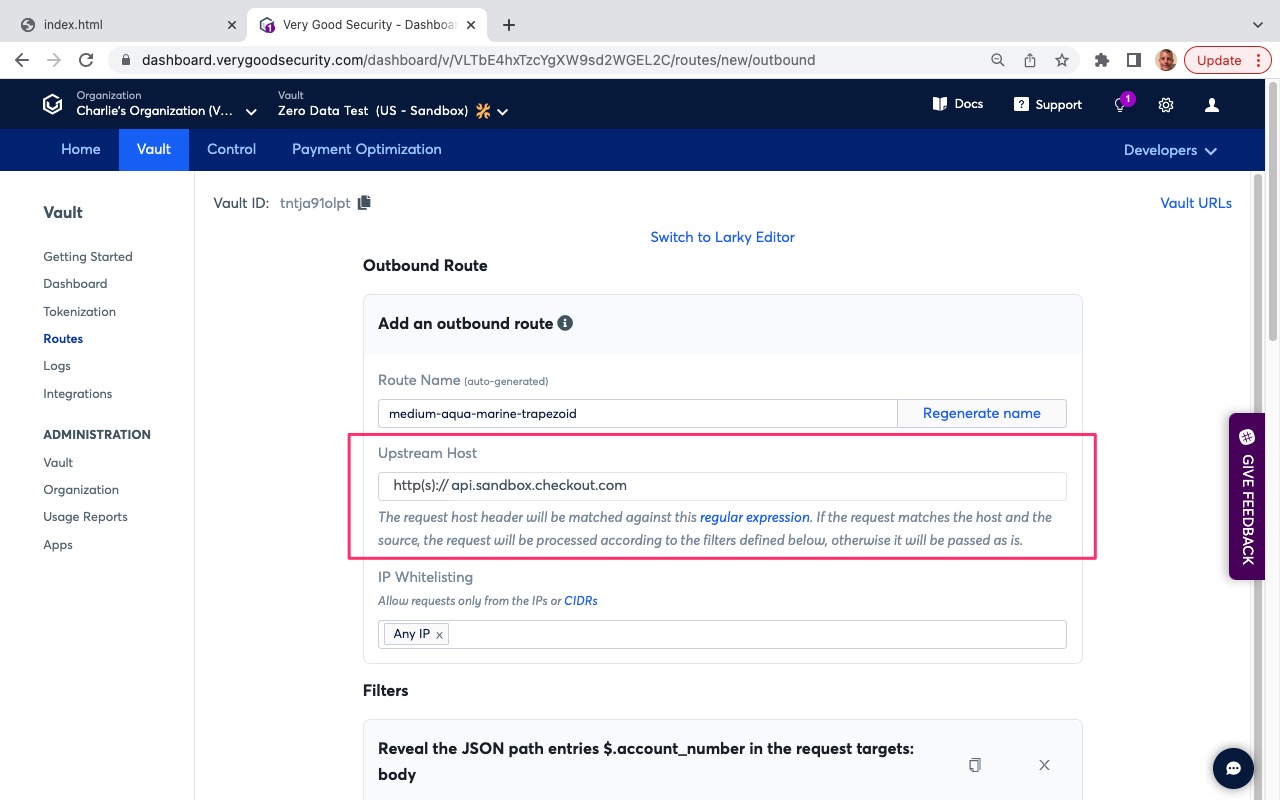 index.html
Very Good Security - Dashboa
dashboard.verygoodsecurity.com/dashboard/v/VLTbE4hxTzcYgXW9sd2WGEL2C/routes/new/outbound
Update
Organization
Charlie's Organization (V...
Vault
Zero Data Test (US - Sandbox)
Docs
Support
1
Home
Vault
Control
Payment Optimization
Developers
Vault
Getting Started
Dashboard
Tokenization
Routes
Logs
Integrations
ADMINISTRATION
Vault
Organization
Usage Reports
Apps
Vault ID: tntja91olpt
Vault URLs
Switch to Larky Editor
Outbound Route
Add an outbound route
Route Name (auto-generated)
medium-aqua-marine-trapezoid
Regenerate name
Upstream Host
http(s):// api.sandbox.checkout.com
The request host header will be matched against this regular expression. If the request matches the host and the
source, the request will be processed according to the filters defined below, otherwise it will be passed as is.
IP Whitelisting
Allow requests only from the IPs or CIDRs
Any IP x
Filters
Reveal the JSON path entries $.account_number in the request targets:
body
GIVE FEEDBACK